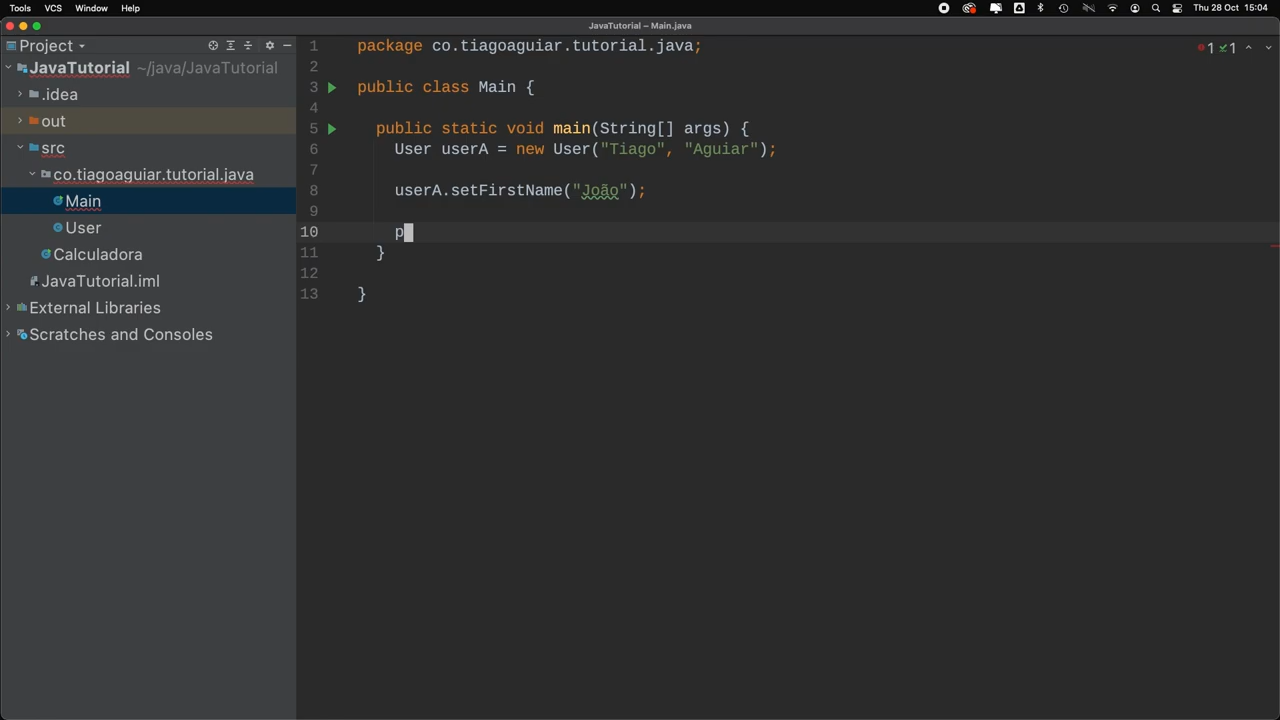 Tools VCS Window Help Thu 28 Oct 15:04
JavaTutorial – Main.java
Project
JavaTutorial ~/java/JavaTutorial
.idea
out
src
co.tiagoaguiar.tutorial.java
Main
User
Calculadora
JavaTutorial.iml
External Libraries
Scratches and Consoles
1 package co.tiagoaguiar.tutorial.java;
2
3 public class Main {
4
5 public static void main(String[] args) {
6 User userA = new User("Tiago", "Aguiar");
7
8 userA.setFirstName("João");
9
10 p
11 }
12
13 }
1 1